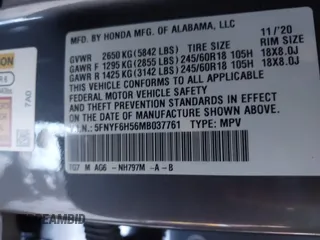 MFD. BY HONDA MFG. OF ALABAMA, LLC 11/'20
GVWR 2650 KG (5842 LBS) TIRE SIZE RIM SIZE
GAWR F 1295 KG (2855 LBS) 245/60R18 105H 18X8.0J
GAWR R 1425 KG (3142 LBS) 245/60R18 105H 18X8.0J
THIS VEHICLE CONFORMS TO ALL APPLICABLE
FEDERAL MOTOR VEHICLE SAFETY
AND THEFT PREVENTION STANDARDS IN EFFECT ON THE
DATE OF MANUFACTURE SHOWN ABOVE.
V.I.N.: 5FNYF6H56MB037761 TYPE: MPV
TG7 M AG6 -NH797M -A -B
7A0